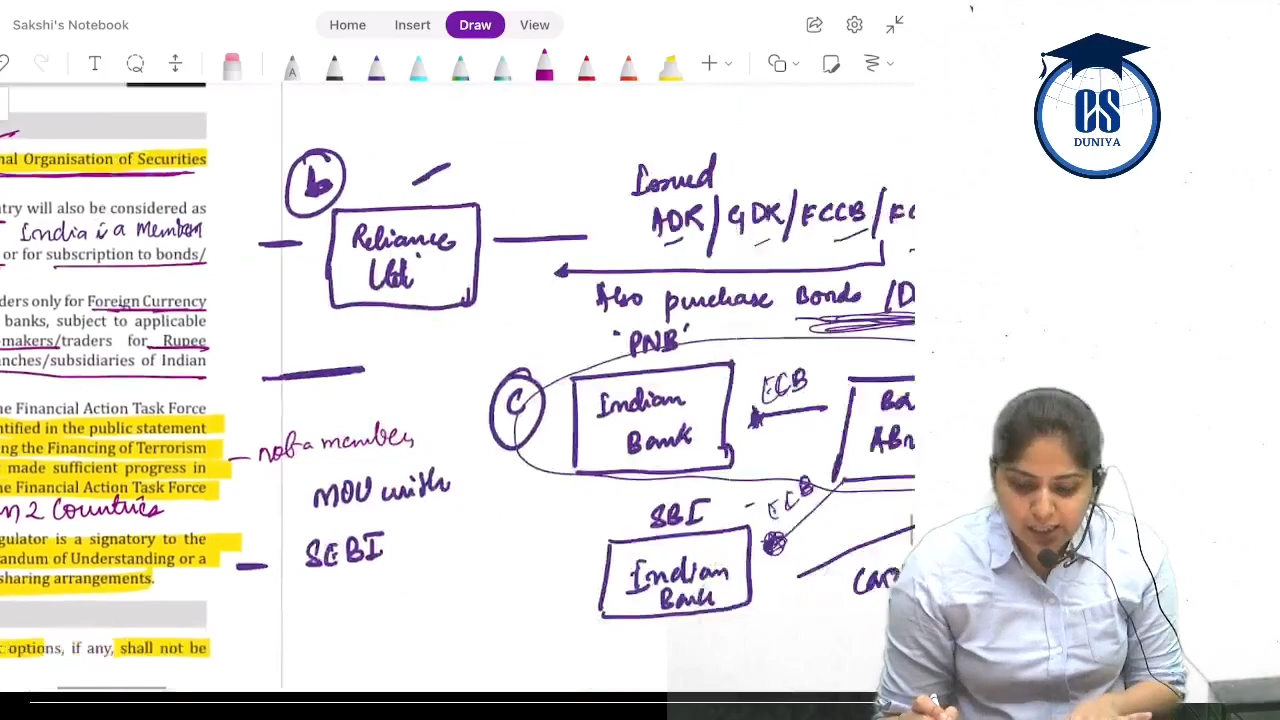 Sakshi's Notebook
Home Insert Draw View
CS
DUNIYA
nal Organisation of Securities
try will also be considered as
India is a Member
or for subscription to bonds/
ders only for Foreign Currency
banks, subject to applicable
-makers/traders for Rupee
anches/subsidiaries of Indian
he Financial Action Task Force
ntified in the public statement
ng the Financing of Terrorism
made sufficient progress in
he Financial Action Task Force
n 2 Countries
gulator is a signatory to the
andum of Understanding or a
sharing arrangements.
t options, if any, shall not be
b
Reliance
Ltd.
Issued
ADR/GDR/FCCB/FC
Also purchase Bonds/D
'PNB'
C
Indian
Bank
ECB
not a member
MOU with
SEBI
SBI
ECB
Indian
Bank